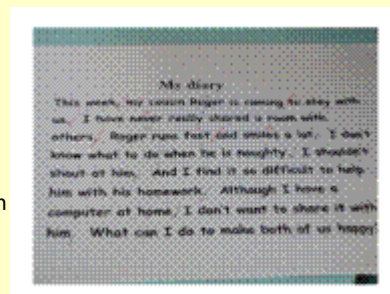 My diary
This week, my cousin Roger is coming to stay with
us. I have never really shared a room with
others. Roger runs fast and smiles a lot. I don't
know what to do when he is naughty. I shouldn't
shout at him. And I find it so difficult to help
him with his homework. Although I have a
computer at home, I don't want to share it with
him. What can I do to make both of us happy
n